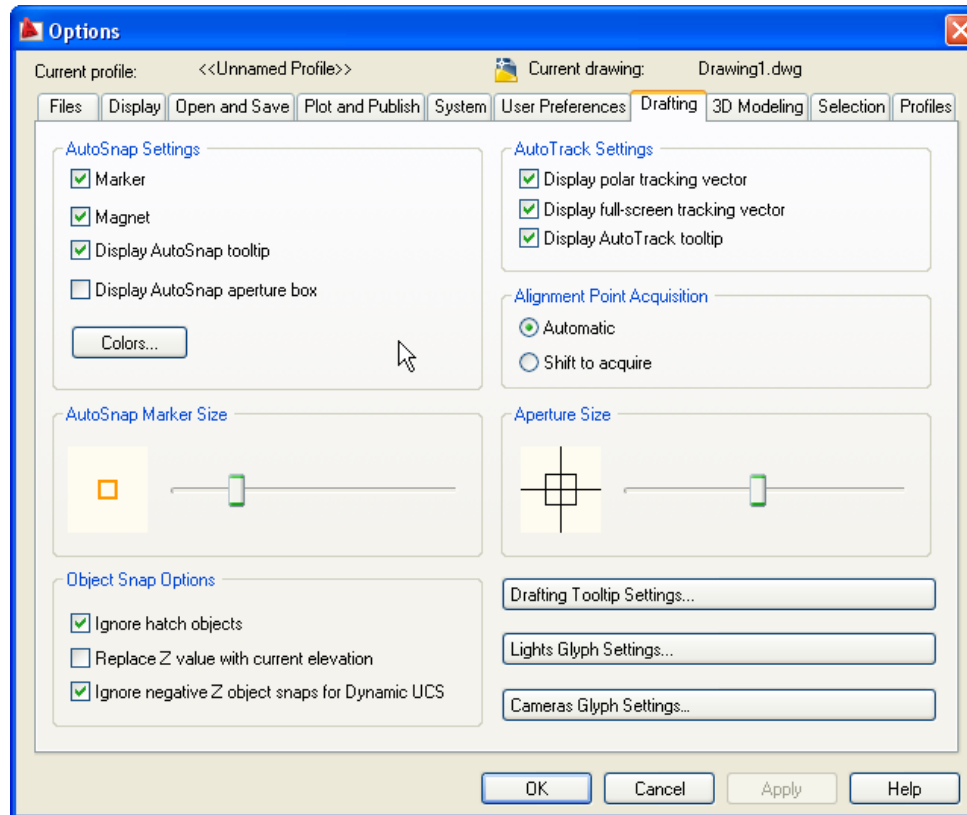 Options
Current profile: <<Unnamed Profile>> Current drawing: Drawing1.dwg
Files Display Open and Save Plot and Publish System User Preferences Drafting 3D Modeling Selection Profiles
AutoSnap Settings
Marker
Magnet
Display AutoSnap tooltip
Display AutoSnap aperture box
Colors...
AutoTrack Settings
Display polar tracking vector
Display full-screen tracking vector
Display AutoTrack tooltip
Alignment Point Acquisition
Automatic
Shift to acquire
AutoSnap Marker Size
Aperture Size
Object Snap Options
Ignore hatch objects
Replace Z value with current elevation
Ignore negative Z object snaps for Dynamic UCS
Drafting Tooltip Settings...
Lights Glyph Settings...
Cameras Glyph Settings...
OK Cancel Apply Help